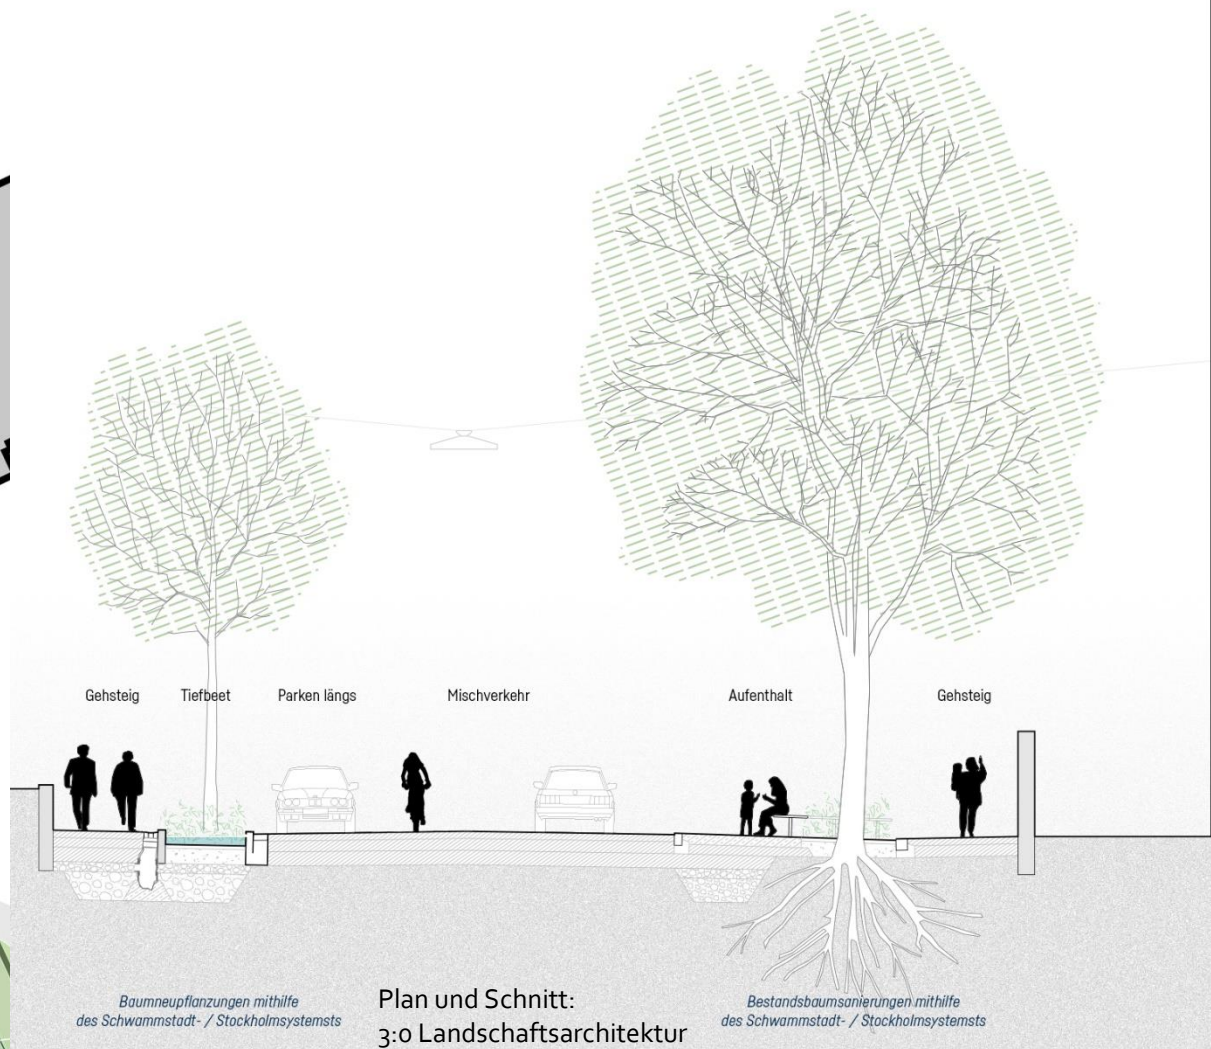 Gehsteig Tiefbeet Parken längs Mischverkehr Aufenthalt Gehsteig
Baumneupflanzungen mithilfe
des Schwammstadt- / Stockholmsystemsts
Plan und Schnitt:
3:0 Landschaftsarchitektur
Bestandsbaumsanierungen mithilfe
des Schwammstadt- / Stockholmsystemsts